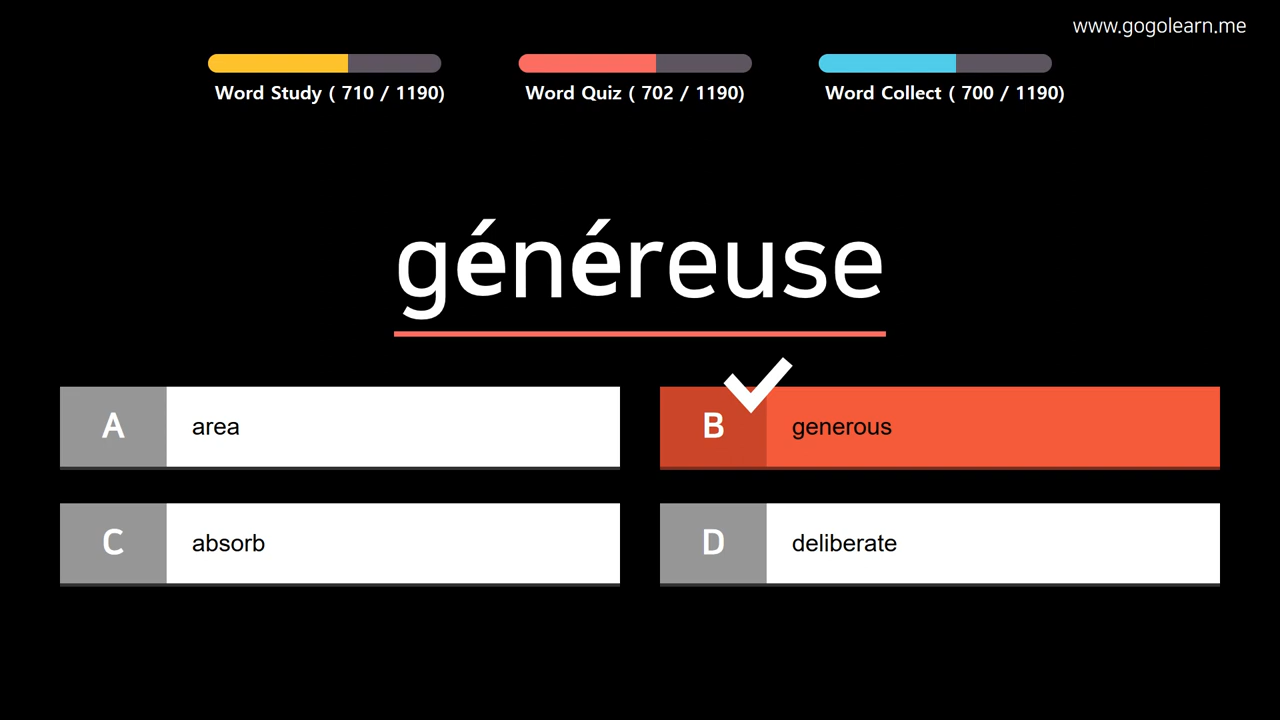 www.gogolearn.me
Word Study ( 710 / 1190)
Word Quiz ( 702 / 1190)
Word Collect ( 700 / 1190)
généreuse
A area
B generous
C absorb
D deliberate